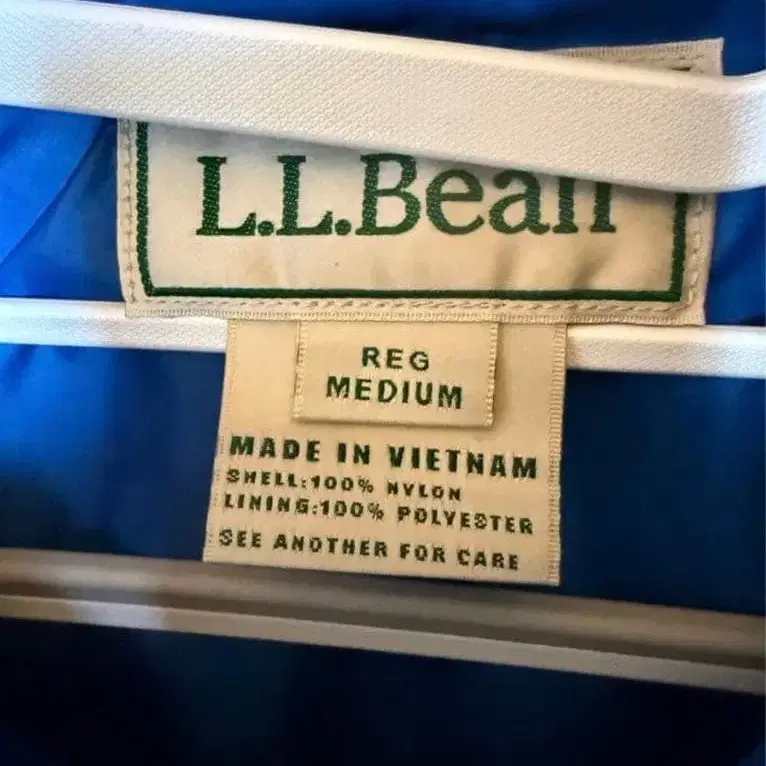 L.L.Bean
REG
MEDIUM
MADE IN VIETNAM
SHELL:100% NYLON
LINING:100% POLYESTER
SEE ANOTHER FOR CARE